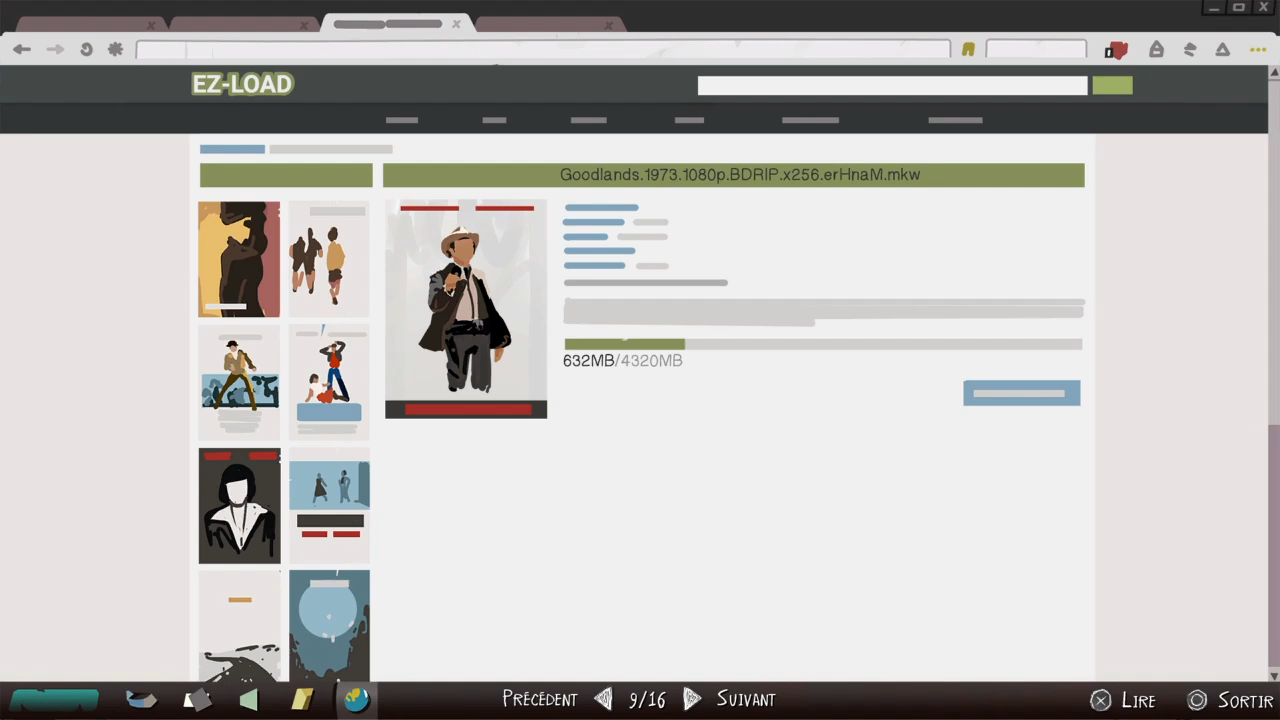 EZ-LOAD
Goodlands.1973.1080p.BDRIP.x256.erHnaM.mkw
632MB/4320MB
PRÉCÉDENT 9/16 SUIVANT
LIRE SORTIR